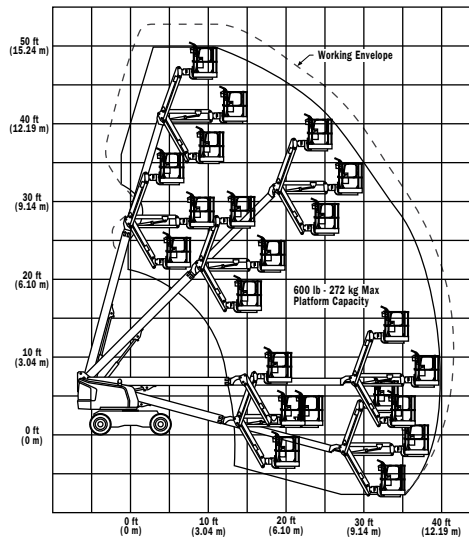 50 ft
(15.24 m)
Working Envelope
40 ft
(12.19 m)
30 ft
(9.14 m)
20 ft
(6.10 m)
600 lb - 272 kg Max
Platform Capacity
10 ft
(3.04 m)
0 ft
(0 m)
0 ft
(0 m)
10 ft
(3.04 m)
20 ft
(6.10 m)
30 ft
(9.14 m)
40 ft
(12.19 m)